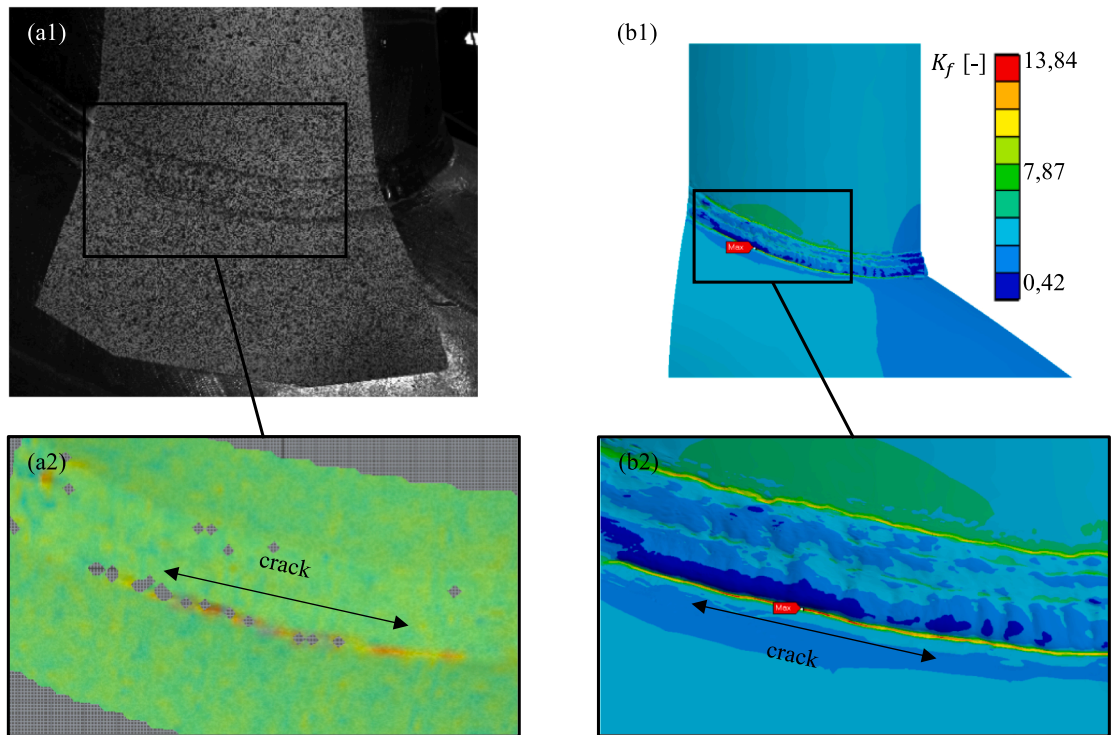 (a1)
(b1)
K_f [-]
13,84
7,87
0,42
Max
(a2)
crack
(b2)
Max
crack